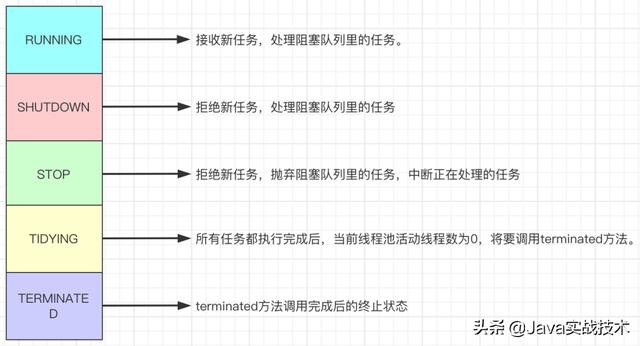 RUNNING
接收新任务，处理阻塞队列里的任务。
SHUTDOWN
拒绝新任务，处理阻塞队列里的任务
STOP
拒绝新任务，抛弃阻塞队列里的任务，中断正在处理的任务
TIDYING
所有任务都执行完成后，当前线程池活动线程数为0，将要调用terminated方法。
TERMINATE
D
terminated方法调用完成后的终止状态
头条 @Java实战技术